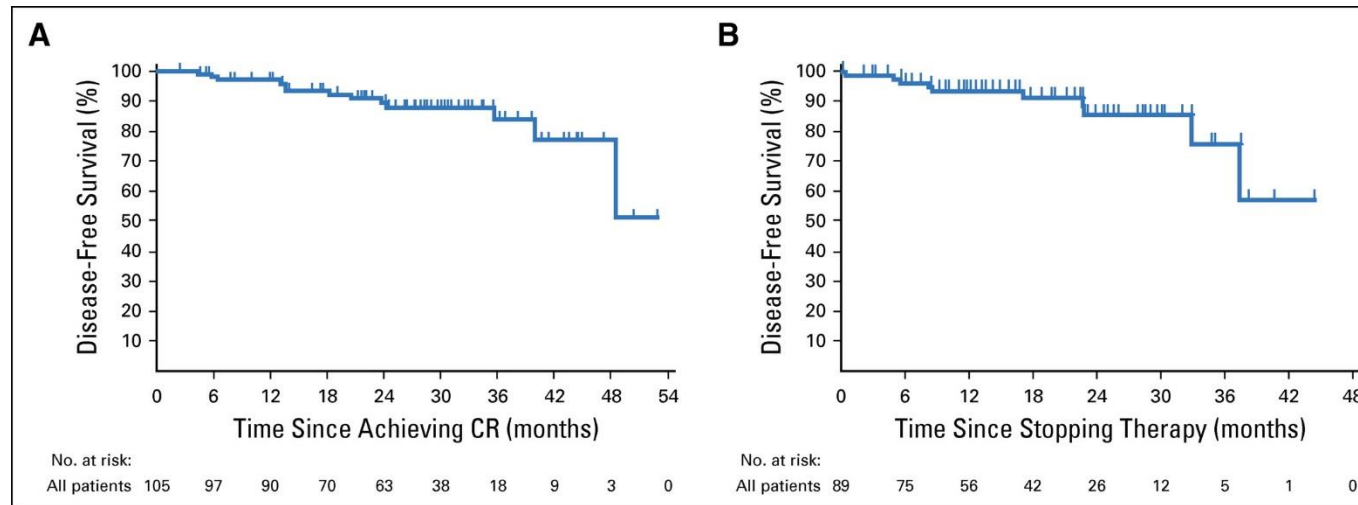 A
Disease-Free Survival (%)
100
90
80
70
60
50
40
30
20
10
0 6 12 18 24 30 36 42 48 54
Time Since Achieving CR (months)
No. at risk:
All patients 105 97 90 70 63 38 18 9 3 0
B
Disease-Free Survival (%)
100
90
80
70
60
50
40
30
20
10
0 6 12 18 24 30 36 42 48
Time Since Stopping Therapy (months)
No. at risk:
All patients 89 75 56 42 26 12 5 1 0